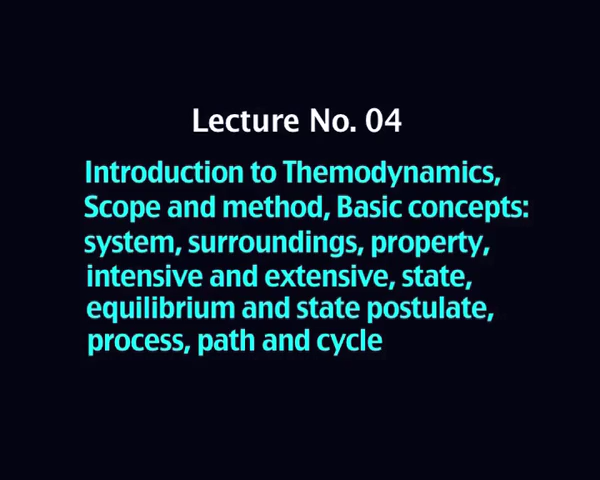 Lecture No. 04
Introduction to Themodynamics,
Scope and method, Basic concepts:
system, surroundings, property,
intensive and extensive, state,
equilibrium and state postulate,
process, path and cycle